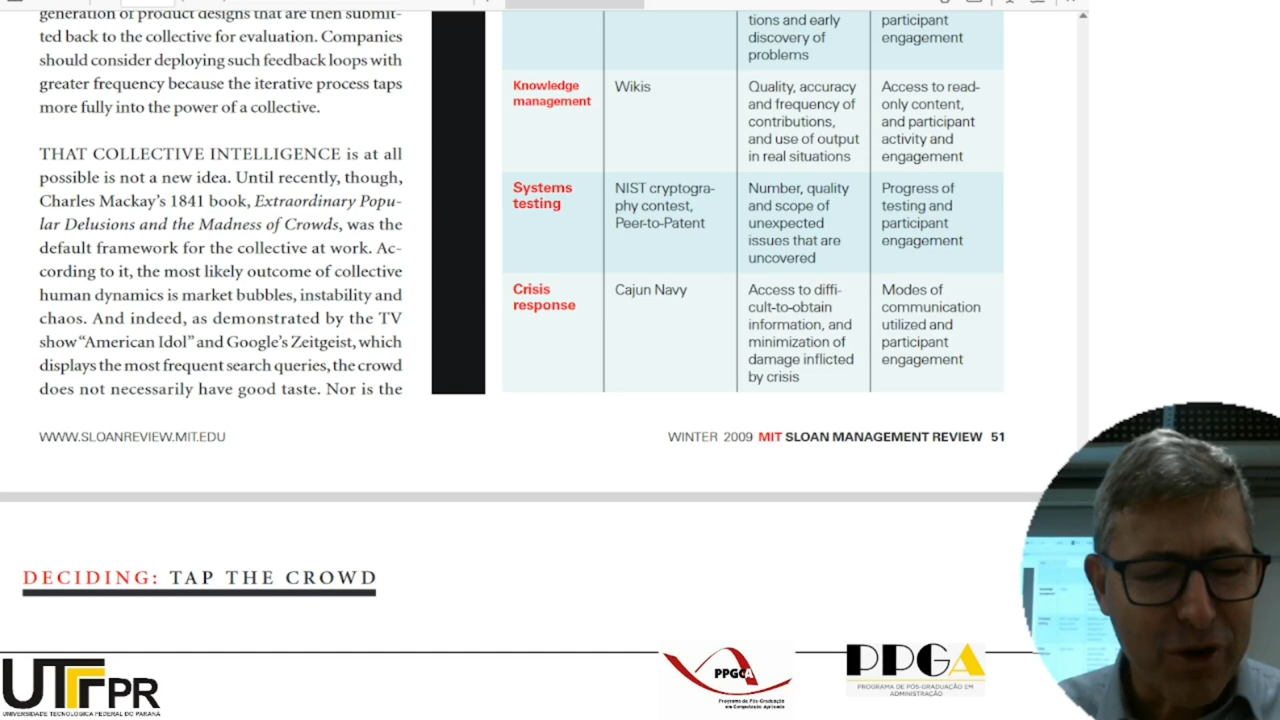 generation of product designs that are then submit-
ted back to the collective for evaluation. Companies
should consider deploying such feedback loops with
greater frequency because the iterative process taps
more fully into the power of a collective.
THAT COLLECTIVE INTELLIGENCE is at all
possible is not a new idea. Until recently, though,
Charles Mackay's 1841 book, Extraordinary Popu-
lar Delusions and the Madness of Crowds, was the
default framework for the collective at work. Ac-
cording to it, the most likely outcome of collective
human dynamics is market bubbles, instability and
chaos. And indeed, as demonstrated by the TV
show “American Idol” and Google's Zeitgeist, which
displays the most frequent search queries, the crowd
does not necessarily have good taste. Nor is the
tions and early
discovery of
problems
participant
engagement
Knowledge
management
Wikis
Quality, accuracy
and frequency of
contributions,
and use of output
in real situations
Access to read-
only content,
and participant
activity and
engagement
Systems
testing
NIST cryptogra-
phy contest,
Peer-to-Patent
Number, quality
and scope of
unexpected
issues that are
uncovered
Progress of
testing and
participant
engagement
Crisis
response
Cajun Navy
Access to diffi-
cult-to-obtain
information, and
minimization of
damage inflicted
by crisis
Modes of
communication
utilized and
participant
engagement
WWW.SLOANREVIEW.MIT.EDU
WINTER 2009 MIT SLOAN MANAGEMENT REVIEW 51
DECIDING: TAP THE CROWD
UTFPR
UNIVERSIDADE TECNOLÓGICA FEDERAL DO PARANÁ
PPGCA
Programa de Pós-Graduação
em Computação Aplicada
PPGA
PROGRAMA DE PÓS-GRADUAÇÃO EM
ADMINISTRAÇÃO